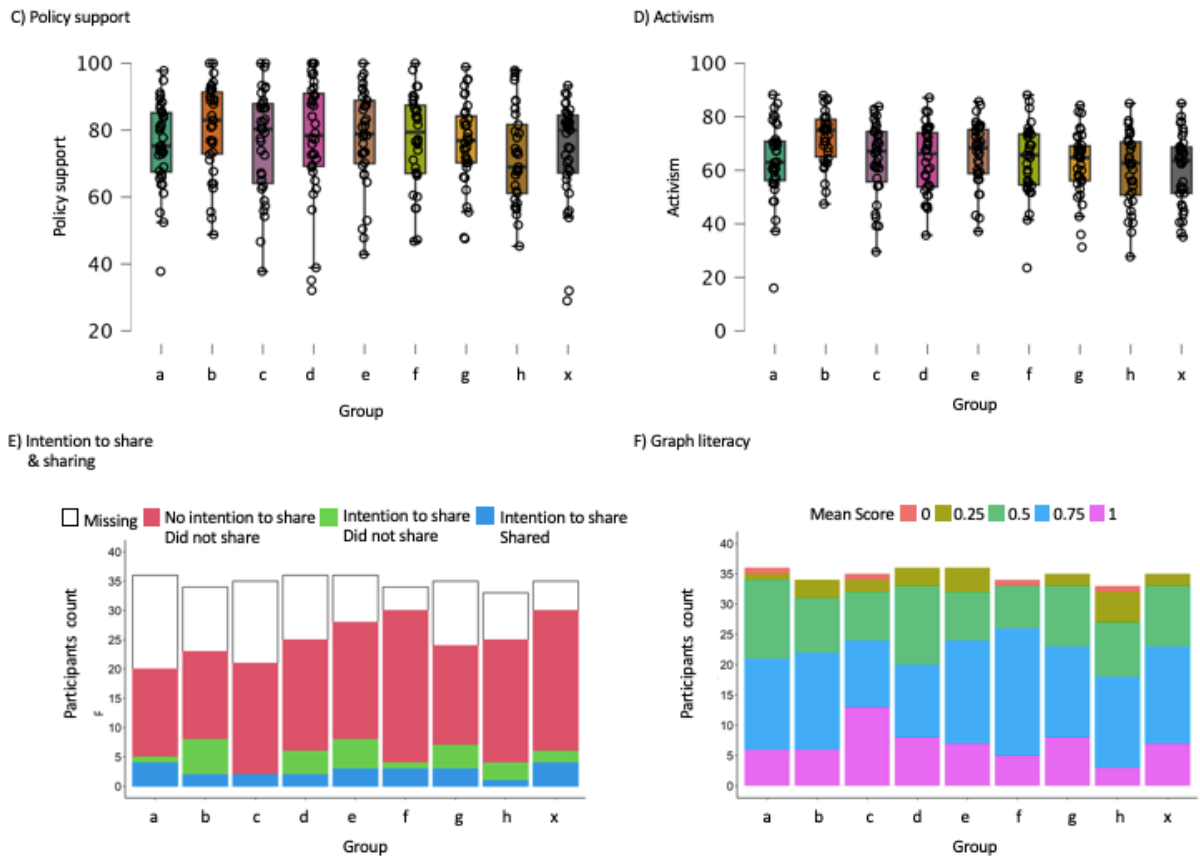 C) Policy support
100
80
60
40
20
Policy support
a b c d e f g h x
Group
D) Activism
100
80
60
40
20
0
Activism
a b c d e f g h x
Group
E) Intention to share
& sharing
Missing
No intention to share
Did not share
Intention to share
Did not share
Intention to share
Shared
40
35
30
25
20
15
10
5
0
Participants count
F
a b c d e f g h x
Group
F) Graph literacy
Mean Score 0 0.25 0.5 0.75 1
40
35
30
25
20
15
10
5
0
Participants count
a b c d e f g h x
Group